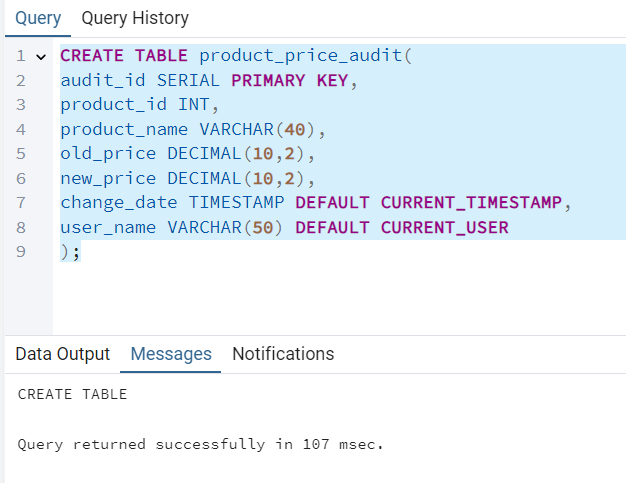 Query Query History
1 CREATE TABLE product_price_audit(
2 audit_id SERIAL PRIMARY KEY,
3 product_id INT,
4 product_name VARCHAR(40),
5 old_price DECIMAL(10,2),
6 new_price DECIMAL(10,2),
7 change_date TIMESTAMP DEFAULT CURRENT_TIMESTAMP,
8 user_name VARCHAR(50) DEFAULT CURRENT_USER
9 );
Data Output Messages Notifications
CREATE TABLE
Query returned successfully in 107 msec.